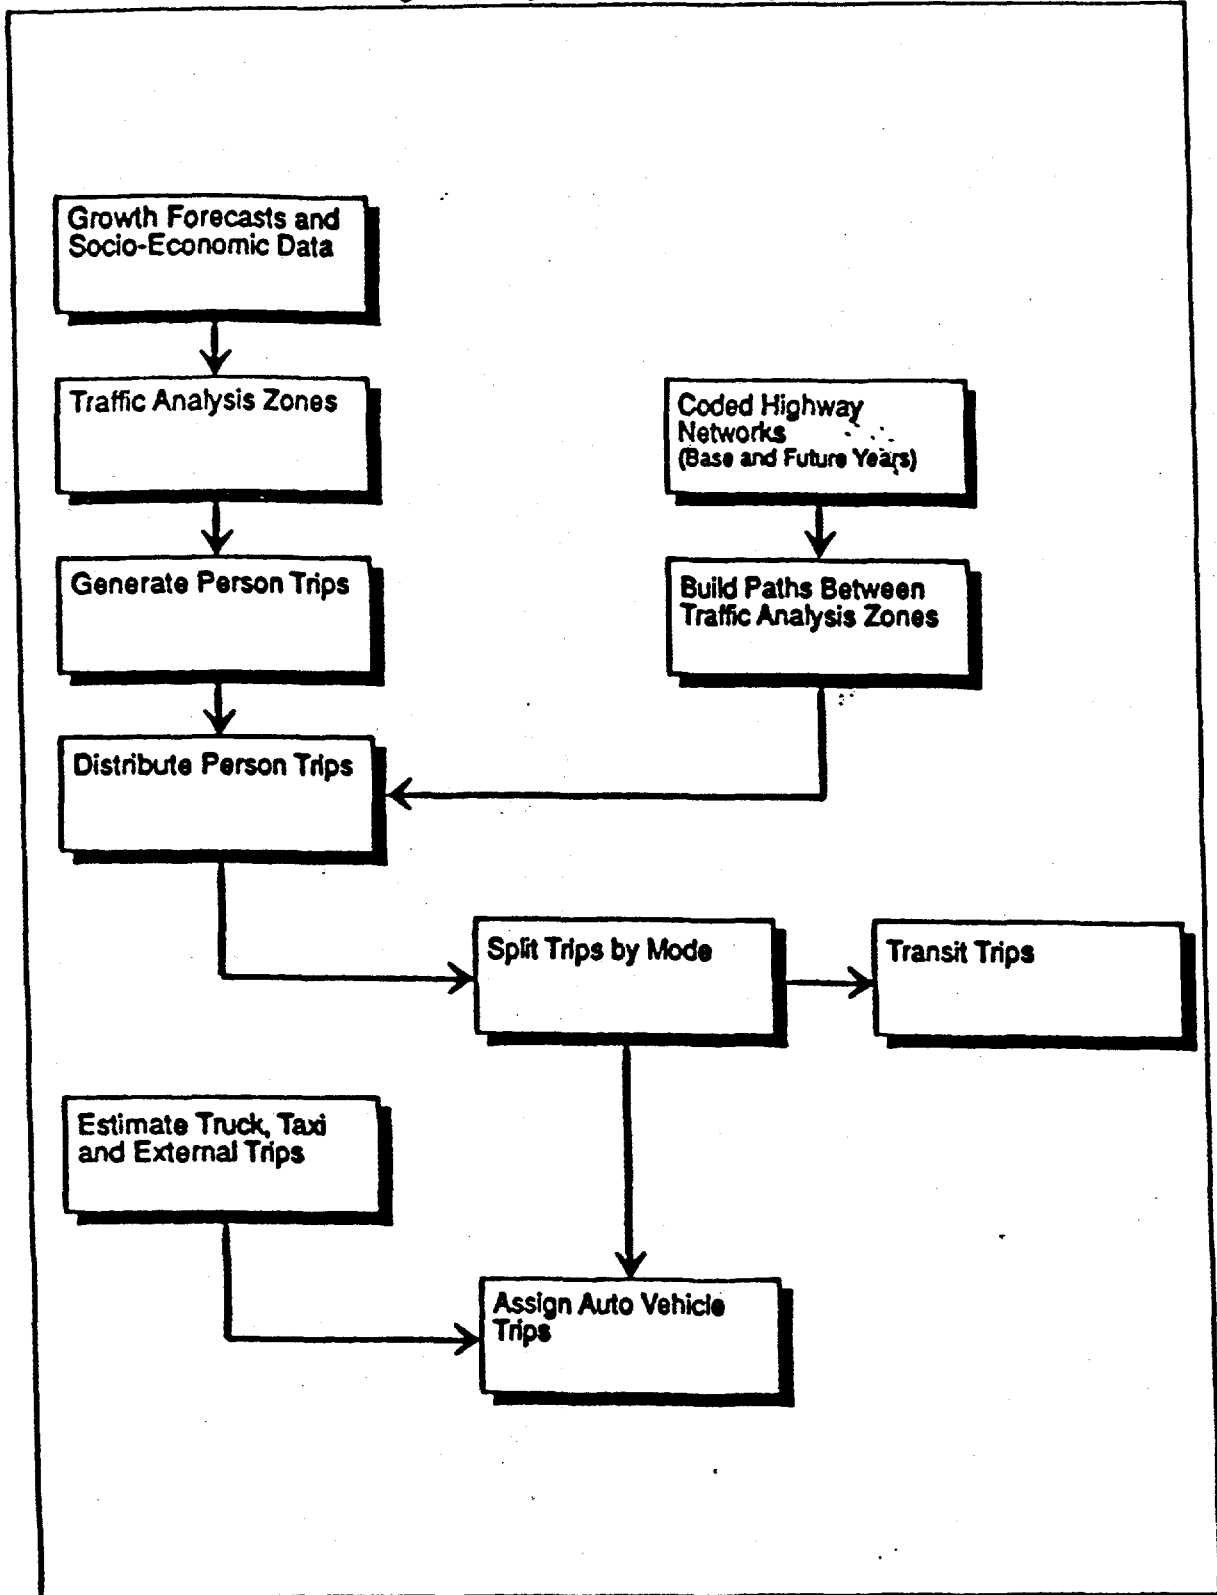 Growth Forecasts and
Socio-Economic Data
Traffic Analysis Zones
Coded Highway
Networks
(Base and Future Years)
Generate Person Trips
Build Paths Between
Traffic Analysis Zones
Distribute Person Trips
Split Trips by Mode
Transit Trips
Estimate Truck, Taxi
and External Trips
Assign Auto Vehicle
Trips